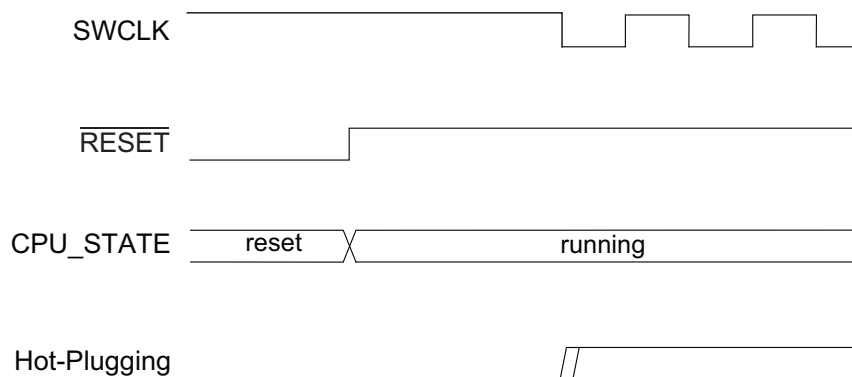 SWCLK
RESET
CPU_STATE
reset
running
Hot-Plugging